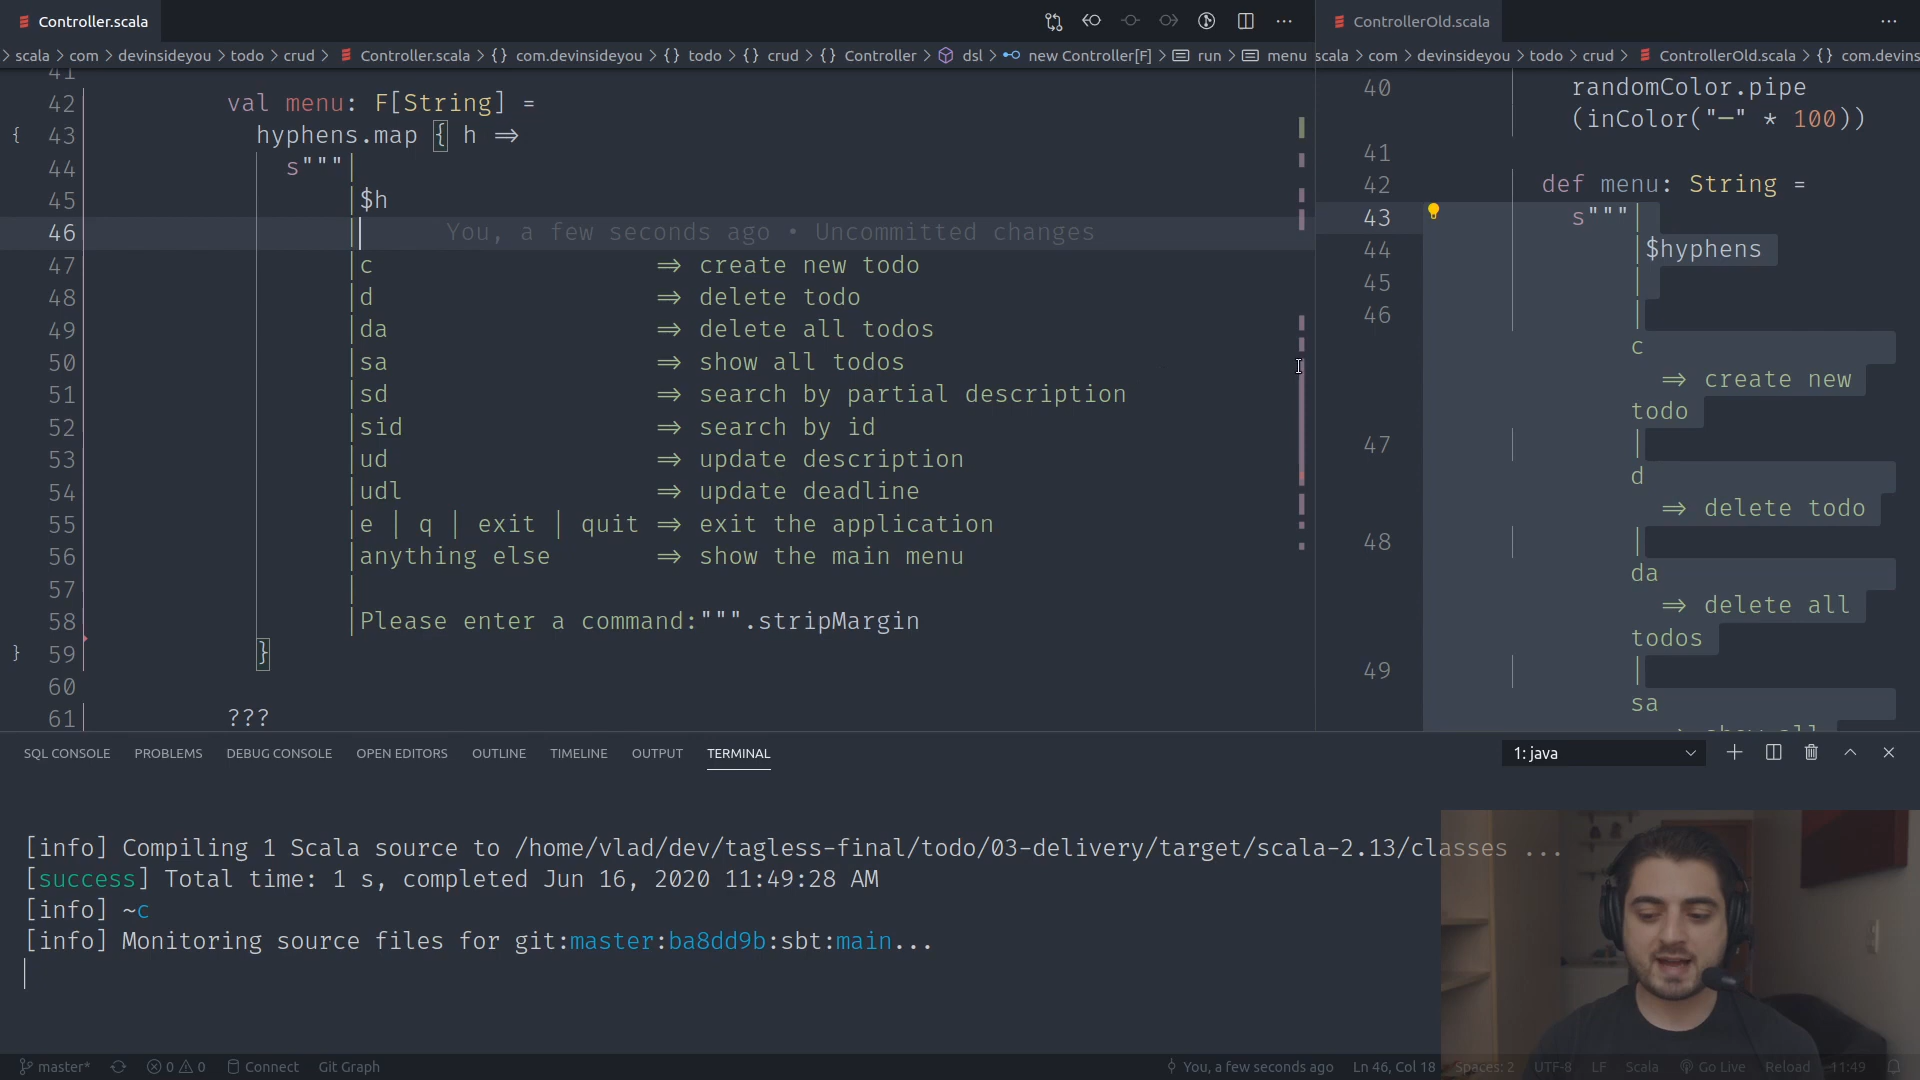 Controller.scala
ControllerOld.scala
scala > com > devinsideyou > todo > crud > Controller.scala > {} com.devinsideyou > {} todo > {} crud > {} Controller > dsl > new Controller[F] > run > menu
scala > com > devinsideyou > todo > crud > ControllerOld.scala > {} com.devins
41
42 val menu: F[String] =
43 hyphens.map { h =>
44 s"""|
45 |$h
46 | You, a few seconds ago • Uncommitted changes
47 |c => create new todo
48 |d => delete todo
49 |da => delete all todos
50 |sa => show all todos
51 |sd => search by partial description
52 |sid => search by id
53 |ud => update description
54 |udl => update deadline
55 |e | q | exit | quit => exit the application
56 |anything else => show the main menu
57 |
58 |Please enter a command:""".stripMargin
59 }
60
61 ???
40 randomColor.pipe
(inColor("─" * 100))
41
42 def menu: String =
43 s"""|
44 |$hyphens
45 |
46 |
c
=> create new
todo
47 |
d
=> delete todo
48 |
da
=> delete all
todos
49 |
sa
=> show all
SQL CONSOLE PROBLEMS DEBUG CONSOLE OPEN EDITORS OUTLINE TIMELINE OUTPUT TERMINAL
1: java
[info] Compiling 1 Scala source to /home/vlad/dev/tagless-final/todo/03-delivery/target/scala-2.13/classes ...
[success] Total time: 1 s, completed Jun 16, 2020 11:49:28 AM
[info] ~c
[info] Monitoring source files for git:master:ba8dd9b:sbt:main...
master* 0 0 Connect Git Graph
You, a few seconds ago Ln 46, Col 18 Spaces: 2 UTF-8 LF Scala Go Live Reload 11:49